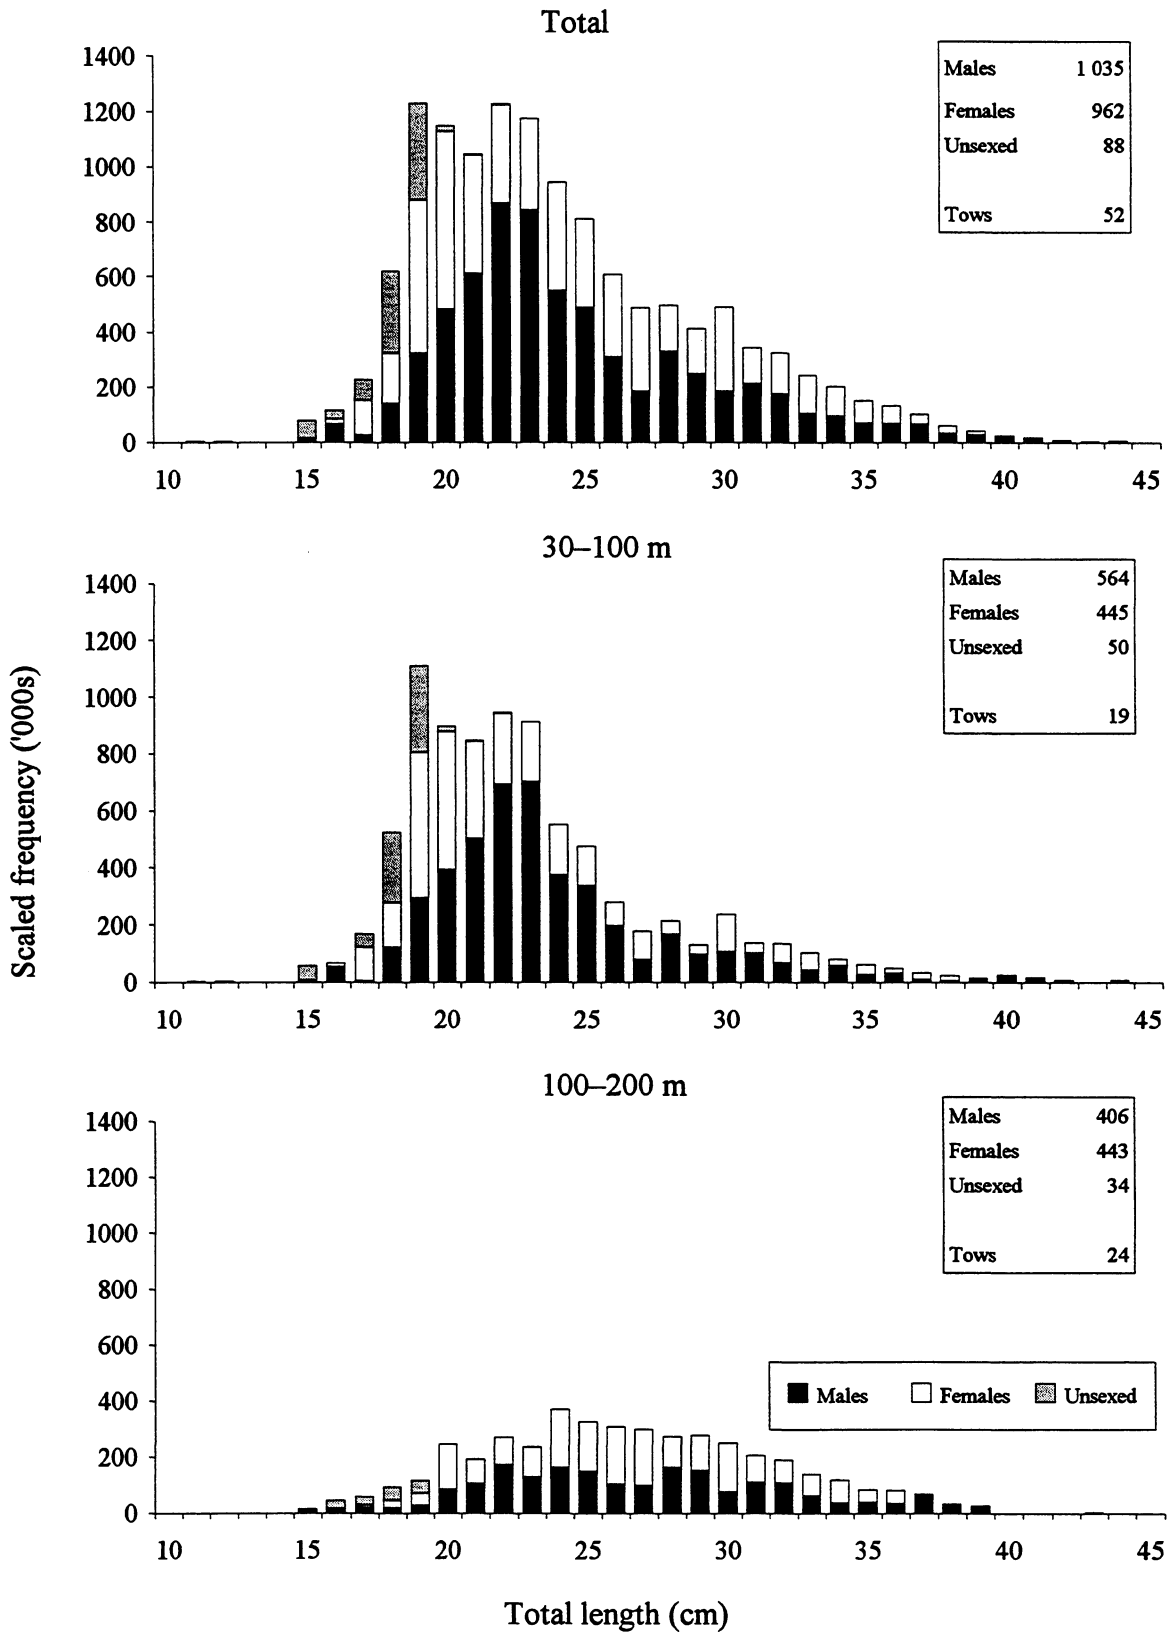 Total
1400
1200
1000
800
600
400
200
0
10 15 20 25 30 35 40 45
Males 1 035
Females 962
Unsexed 88
Tows 52
30–100 m
1400
1200
1000
800
600
400
200
0
10 15 20 25 30 35 40 45
Males 564
Females 445
Unsexed 50
Tows 19
Scaled frequency ('000s)
100–200 m
1400
1200
1000
800
600
400
200
0
10 15 20 25 30 35 40 45
Males 406
Females 443
Unsexed 34
Tows 24
Males Females Unsexed
Total length (cm)